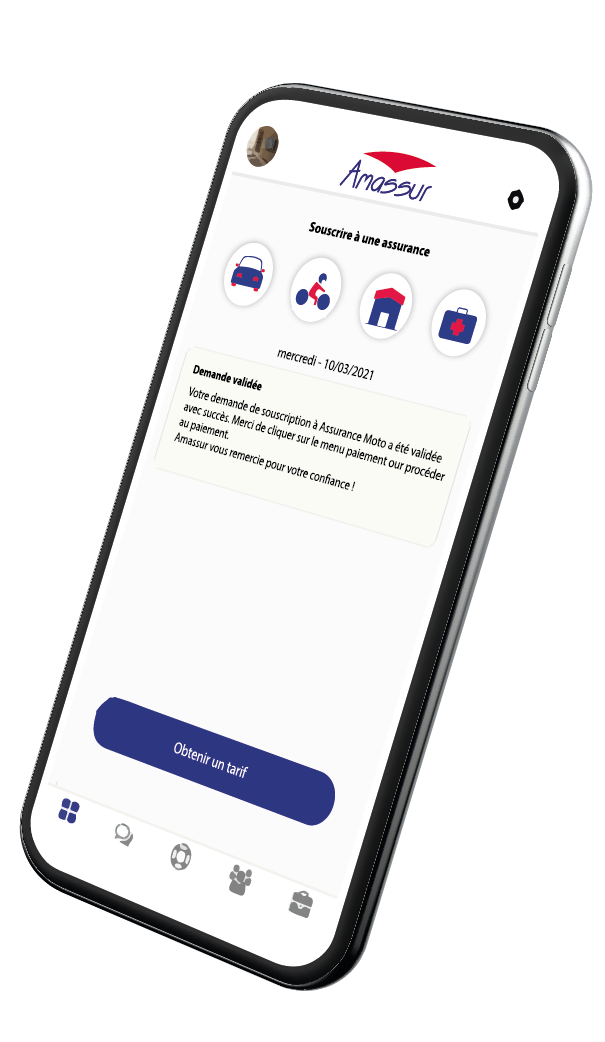 Amassur
Souscrire à une assurance
mercredi - 10/03/2021
Demande validée
Votre demande de souscription à Assurance Moto a été validée
avec succès. Merci de cliquer sur le menu paiement our procéder
au paiement.
Amassur vous remercie pour votre confiance !
Obtenir un tarif